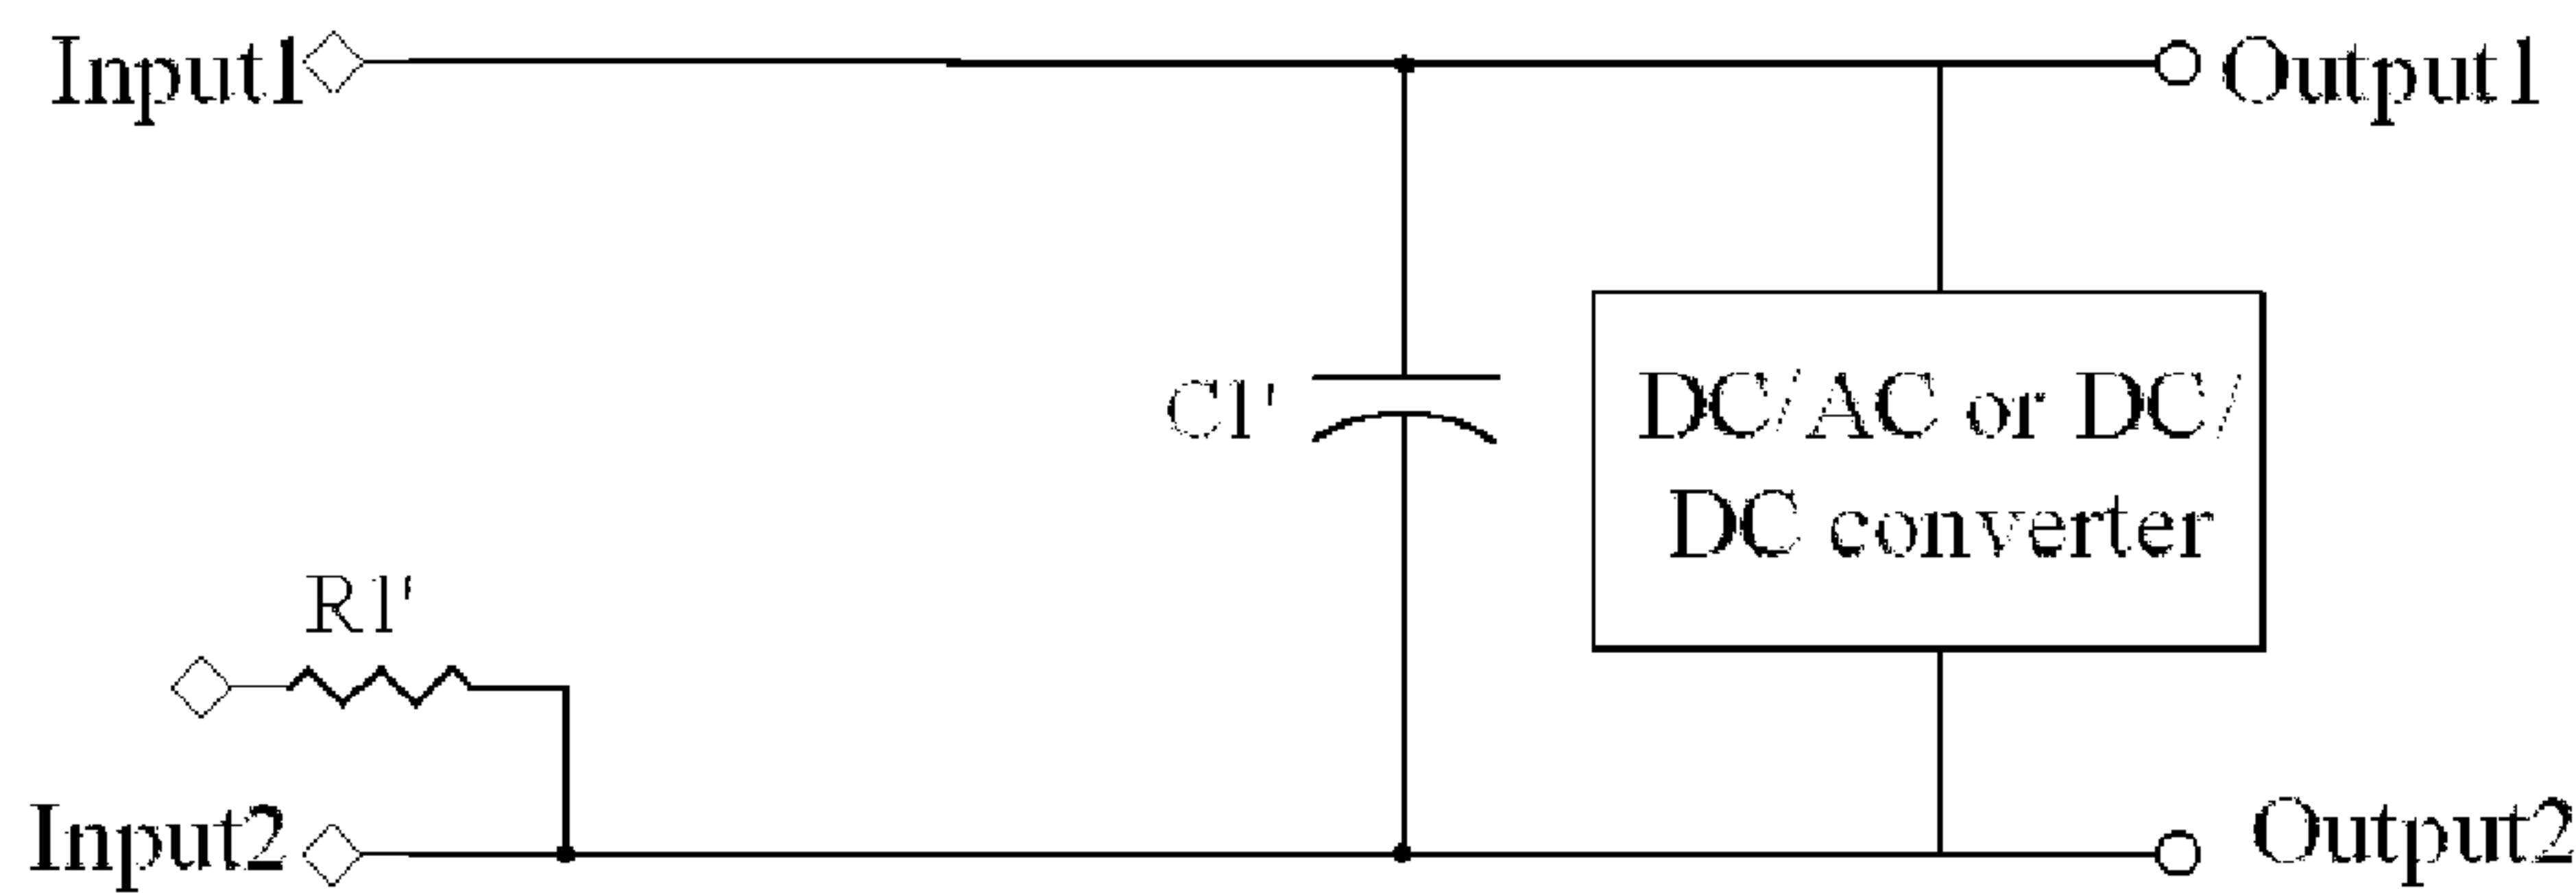 Input1
Output1
C1'
DC/AC or DC/
DC converter
R1'
Input2
Output2